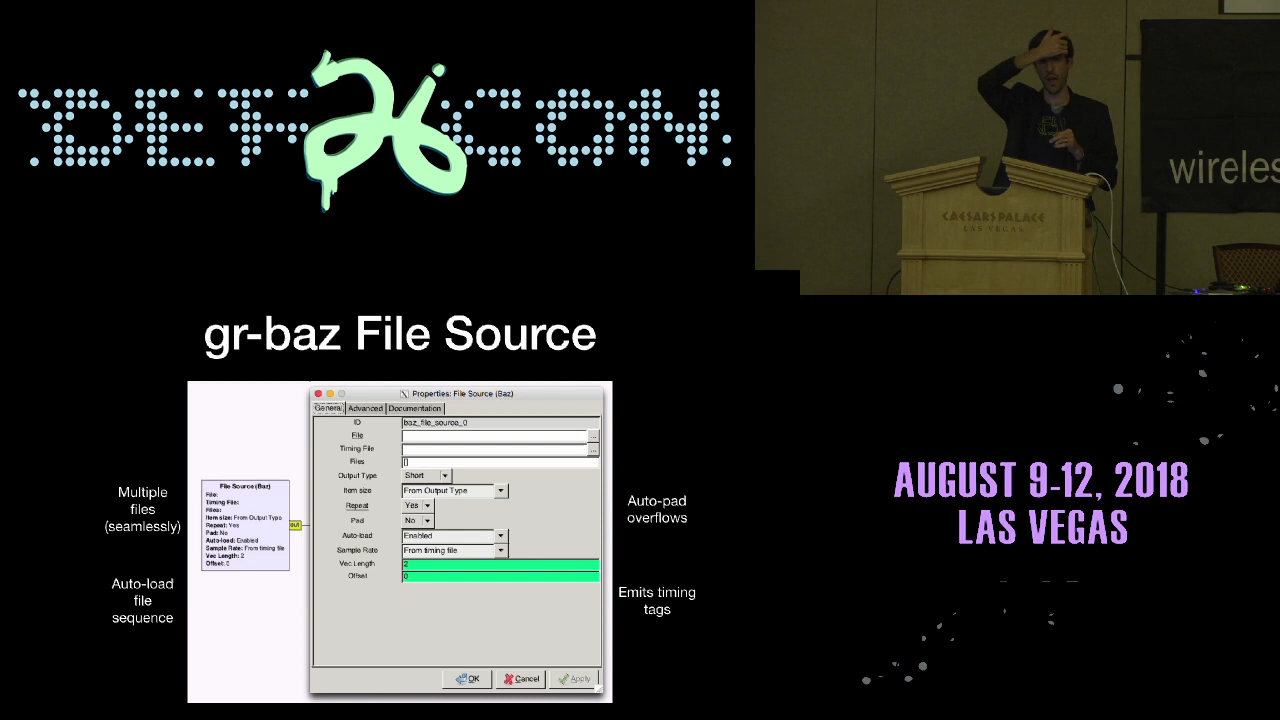 DEF 26 CON
CAESARS PALACE
LAS VEGAS
wireles
gr-baz File Source
Multiple
files
(seamlessly)
Auto-load
file
sequence
File Source (Baz)
File:
Timing File:
Files:
Item size: From Output Type
Repeat: Yes
Pad: No
Auto-load: Enabled
Sample Rate: From timing file
Vec Length: 2
Offset: 0
out
Properties: File Source (Baz)
General Advanced Documentation
ID baz_file_source_0
File ...
Timing File ...
Files []
Output Type Short
Item size From Output Type
Repeat Yes
Pad No
Auto-load Enabled
Sample Rate From timing file
Vec Length 2
Offset 0
OK Cancel Apply
Auto-pad
overflows
Emits timing
tags
AUGUST 9-12, 2018
LAS VEGAS